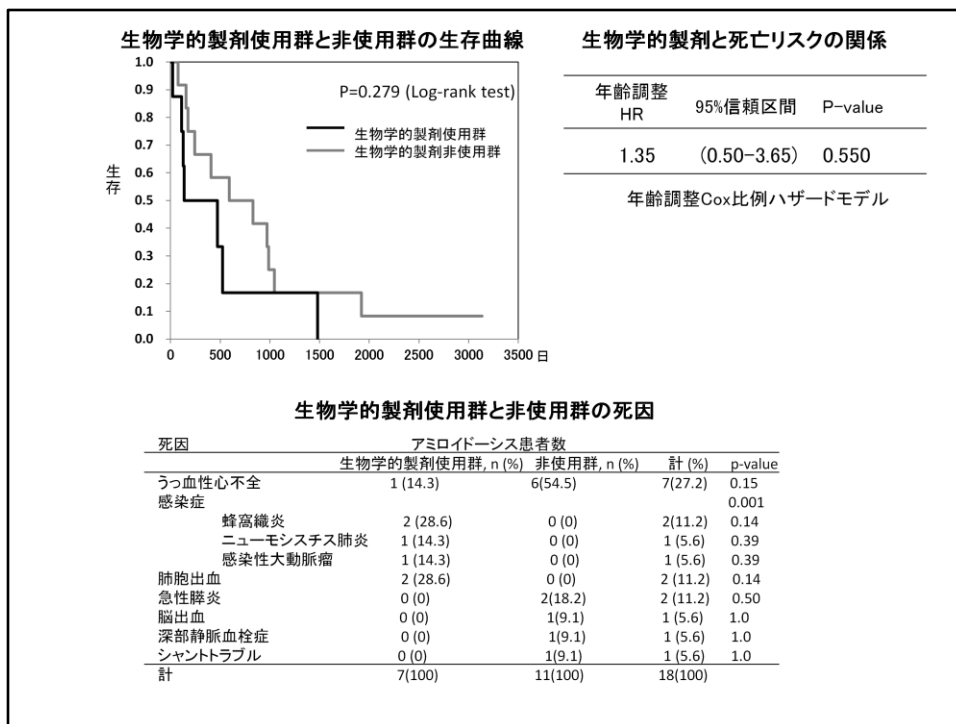 生物学的製剤使用群と非使用群の生存曲線
P=0.279 (Log-rank test)
生物学的製剤使用群
生物学的製剤非使用群
生存
1.0
0.9
0.8
0.7
0.6
0.5
0.4
0.3
0.2
0.1
0.0
0 500 1000 1500 2000 2500 3000 3500 日
生物学的製剤と死亡リスクの関係
年齢調整 HR 95%信頼区間 P-value
1.35 (0.50−3.65) 0.550
年齢調整Cox比例ハザードモデル
生物学的製剤使用群と非使用群の死因
死因 アミロイドーシス患者数
生物学的製剤使用群, n (%) 非使用群, n (%) 計 (%) p-value
うっ血性心不全 1 (14.3) 6(54.5) 7(27.2) 0.15
感染症 0.001
蜂窩織炎 2 (28.6) 0 (0) 2(11.2) 0.14
ニューモシスチス肺炎 1 (14.3) 0 (0) 1 (5.6) 0.39
感染性大動脈瘤 1 (14.3) 0 (0) 1 (5.6) 0.39
肺胞出血 2 (28.6) 0 (0) 2 (11.2) 0.14
急性膵炎 0 (0) 2(18.2) 2 (11.2) 0.50
脳出血 0 (0) 1(9.1) 1 (5.6) 1.0
深部静脈血栓症 0 (0) 1(9.1) 1 (5.6) 1.0
シャントトラブル 0 (0) 1(9.1) 1 (5.6) 1.0
計 7(100) 11(100) 18(100)